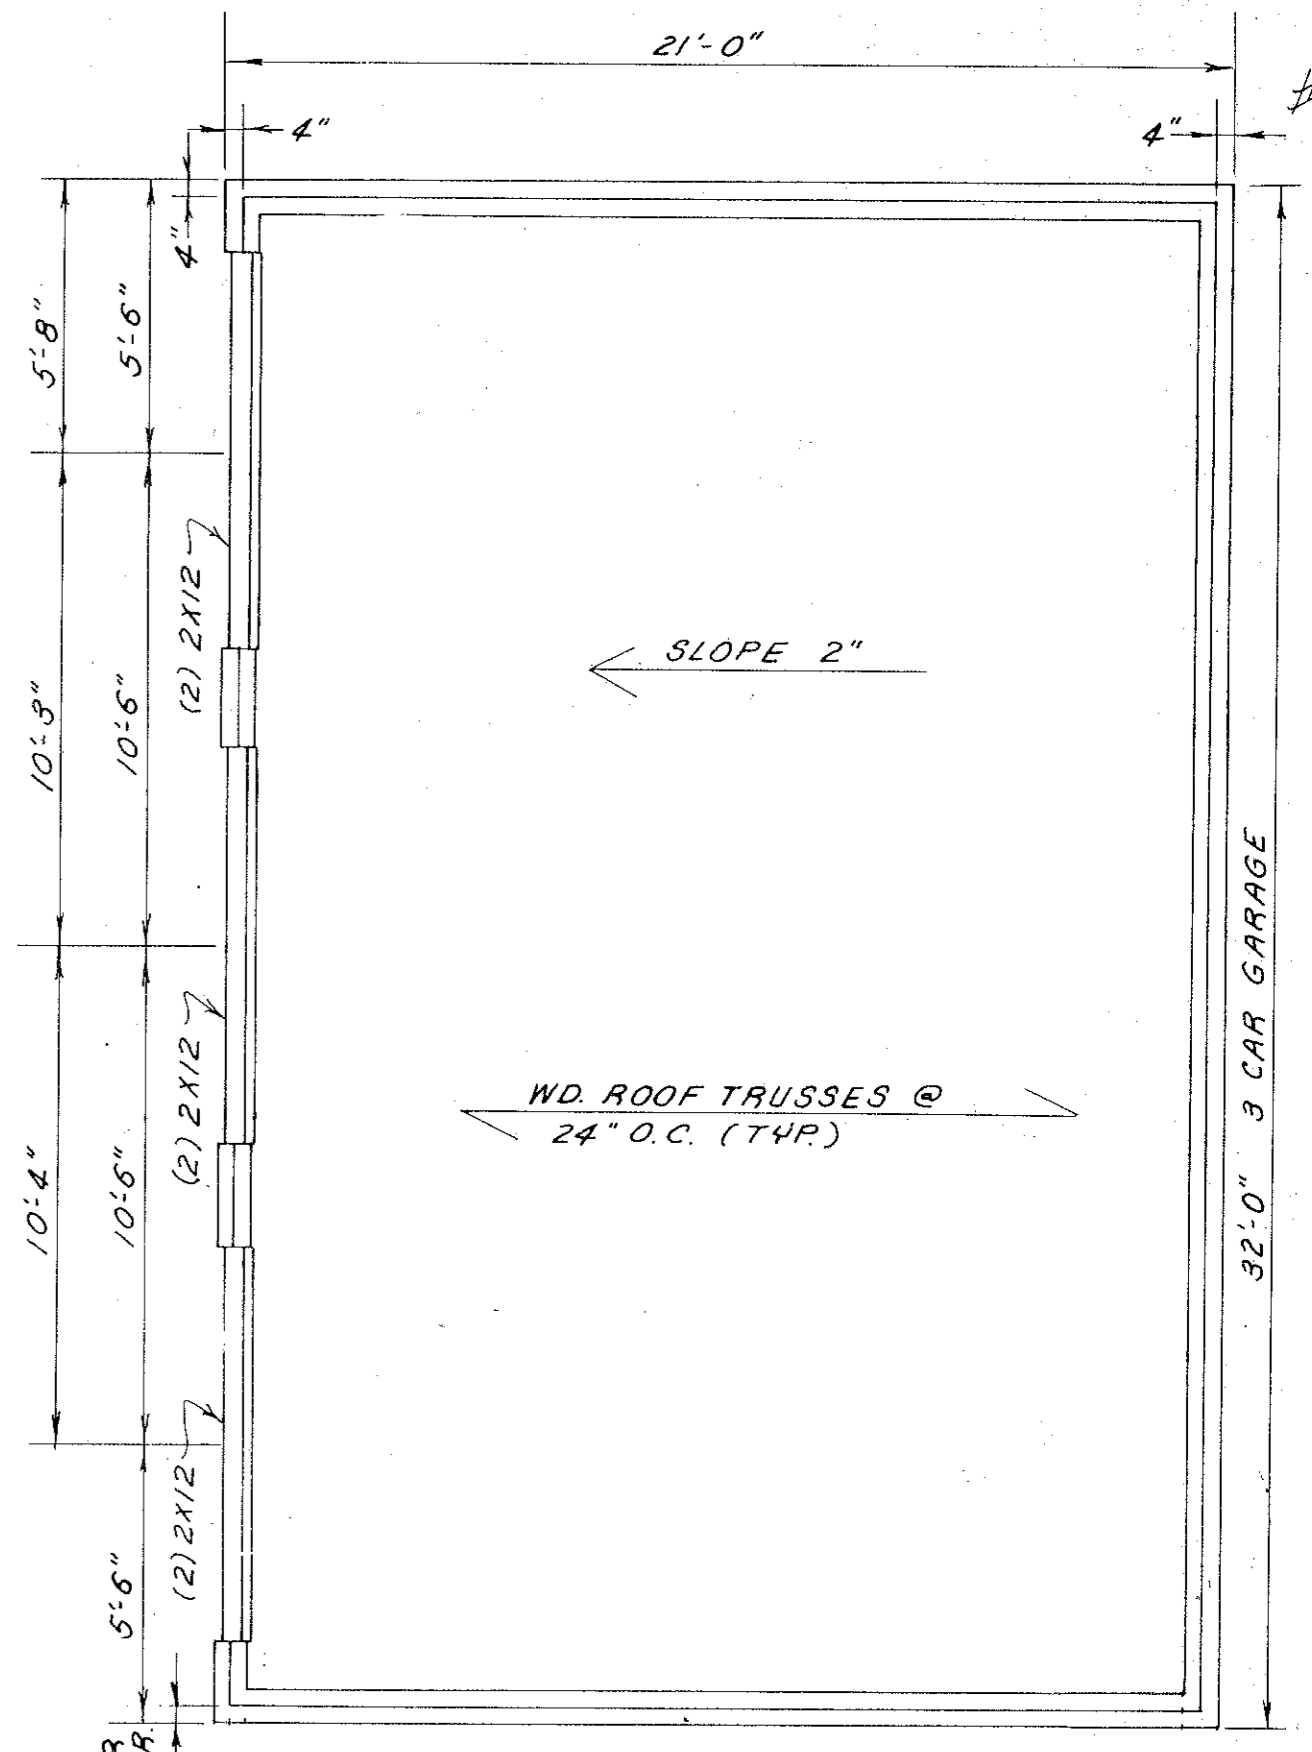 21'-0"
4"
4"
4"
5'-8"
5'-6"
10'-3"
10'-6"
(2) 2X12
SLOPE 2"
32'-0" 3 CAR GARAGE
(2) 2X12
WD. ROOF TRUSSES @
24" O.C. (TYP.)
10'-4"
10'-6"
(2) 2X12
5'-6"
R.